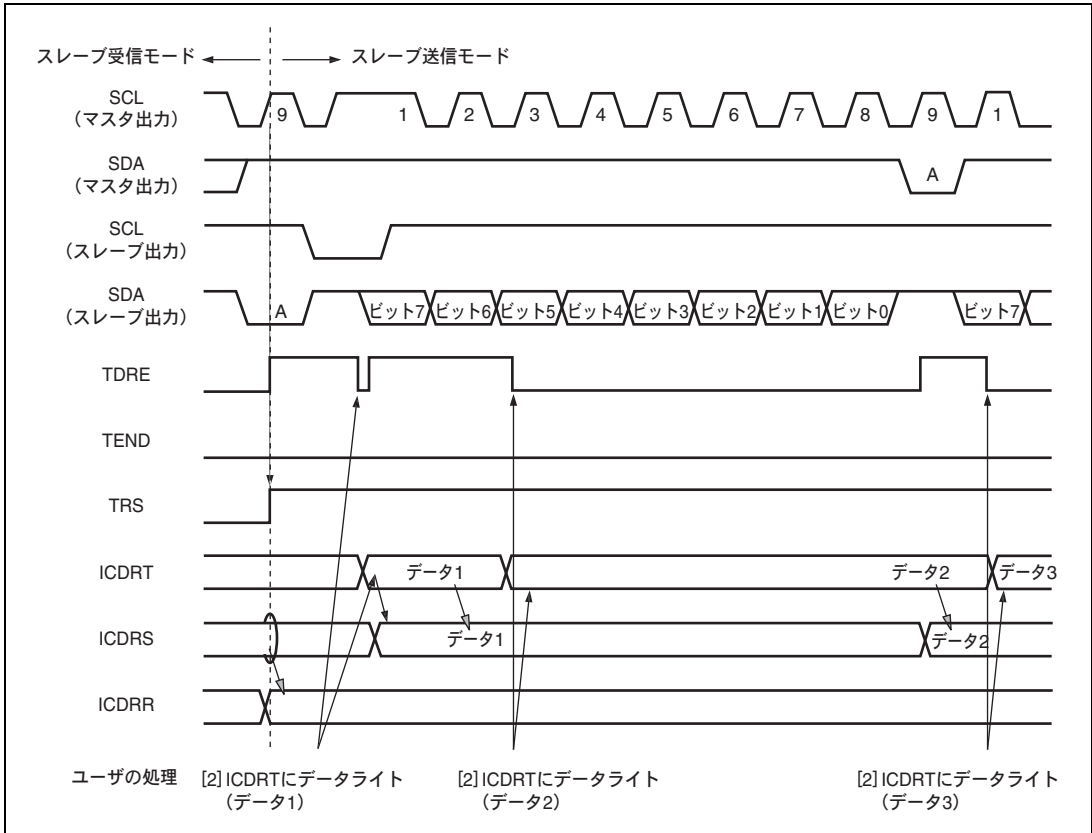 スレーブ受信モード スレーブ送信モード
SCL
（マスタ出力）
9 1 2 3 4 5 6 7 8 9 1
SDA
（マスタ出力）
A
SCL
（スレーブ出力）
SDA
（スレーブ出力）
A ビット7 ビット6 ビット5 ビット4 ビット3 ビット2 ビット1 ビット0 ビット7
TDRE
TEND
TRS
ICDRT
データ1 データ2 データ3
ICDRS
データ1 データ2
ICDRR
ユーザの処理
[2] ICDRTにデータライト
（データ1）
[2] ICDRTにデータライト
（データ2）
[2] ICDRTにデータライト
（データ3）